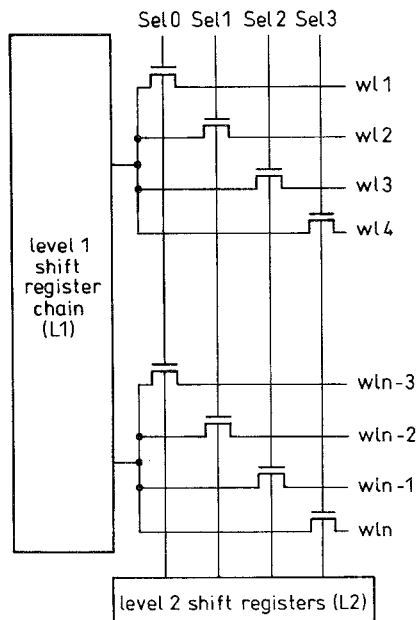 Sel0 Sel1 Sel2 Sel3
wl1
wl2
wl3
wl4
level 1
shift
register
chain
(L1)
wln-3
wln-2
wln-1
wln
level 2 shift registers (L2)